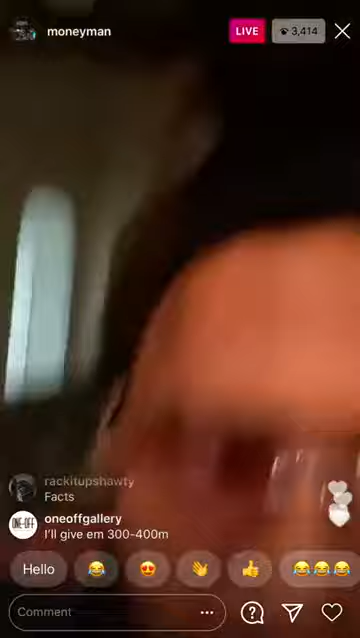 moneyman
LIVE
3,414
rackitupshawty
Facts
ONE-OFF
oneoffgallery
I'll give em 300-400m
Hello
Comment